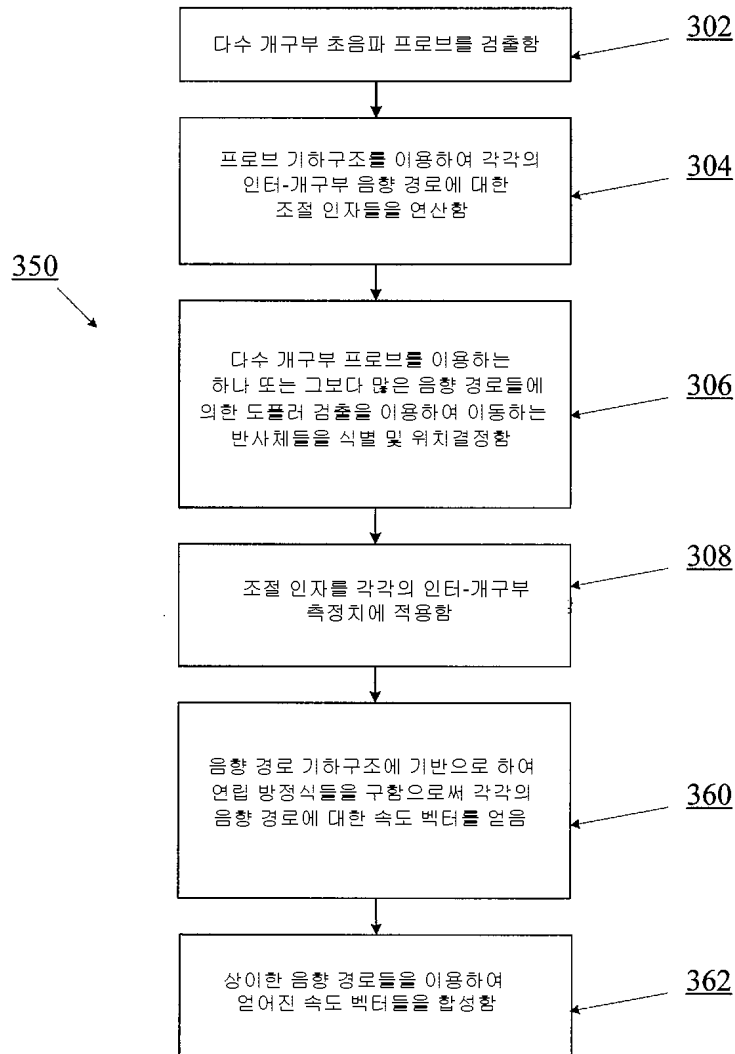 다수 개구부 초음파 프로브를 검출함
302
프로브 기하구조를 이용하여 각각의
인터-개구부 음향 경로에 대한
조절 인자들을 연산함
304
350
다수 개구부 프로브를 이용하는
하나 또는 그보다 많은 음향 경로들에
의한 도플러 검출을 이용하여 이동하는
반사체들을 식별 및 위치결정함
306
조절 인자를 각각의 인터-개구부
측정치에 적용함
308
음향 경로 기하구조에 기반으로 하여
연립 방정식들을 구함으로써 각각의
음향 경로에 대한 속도 벡터를 얻음
360
상이한 음향 경로들을 이용하여
얻어진 속도 벡터들을 합성함
362